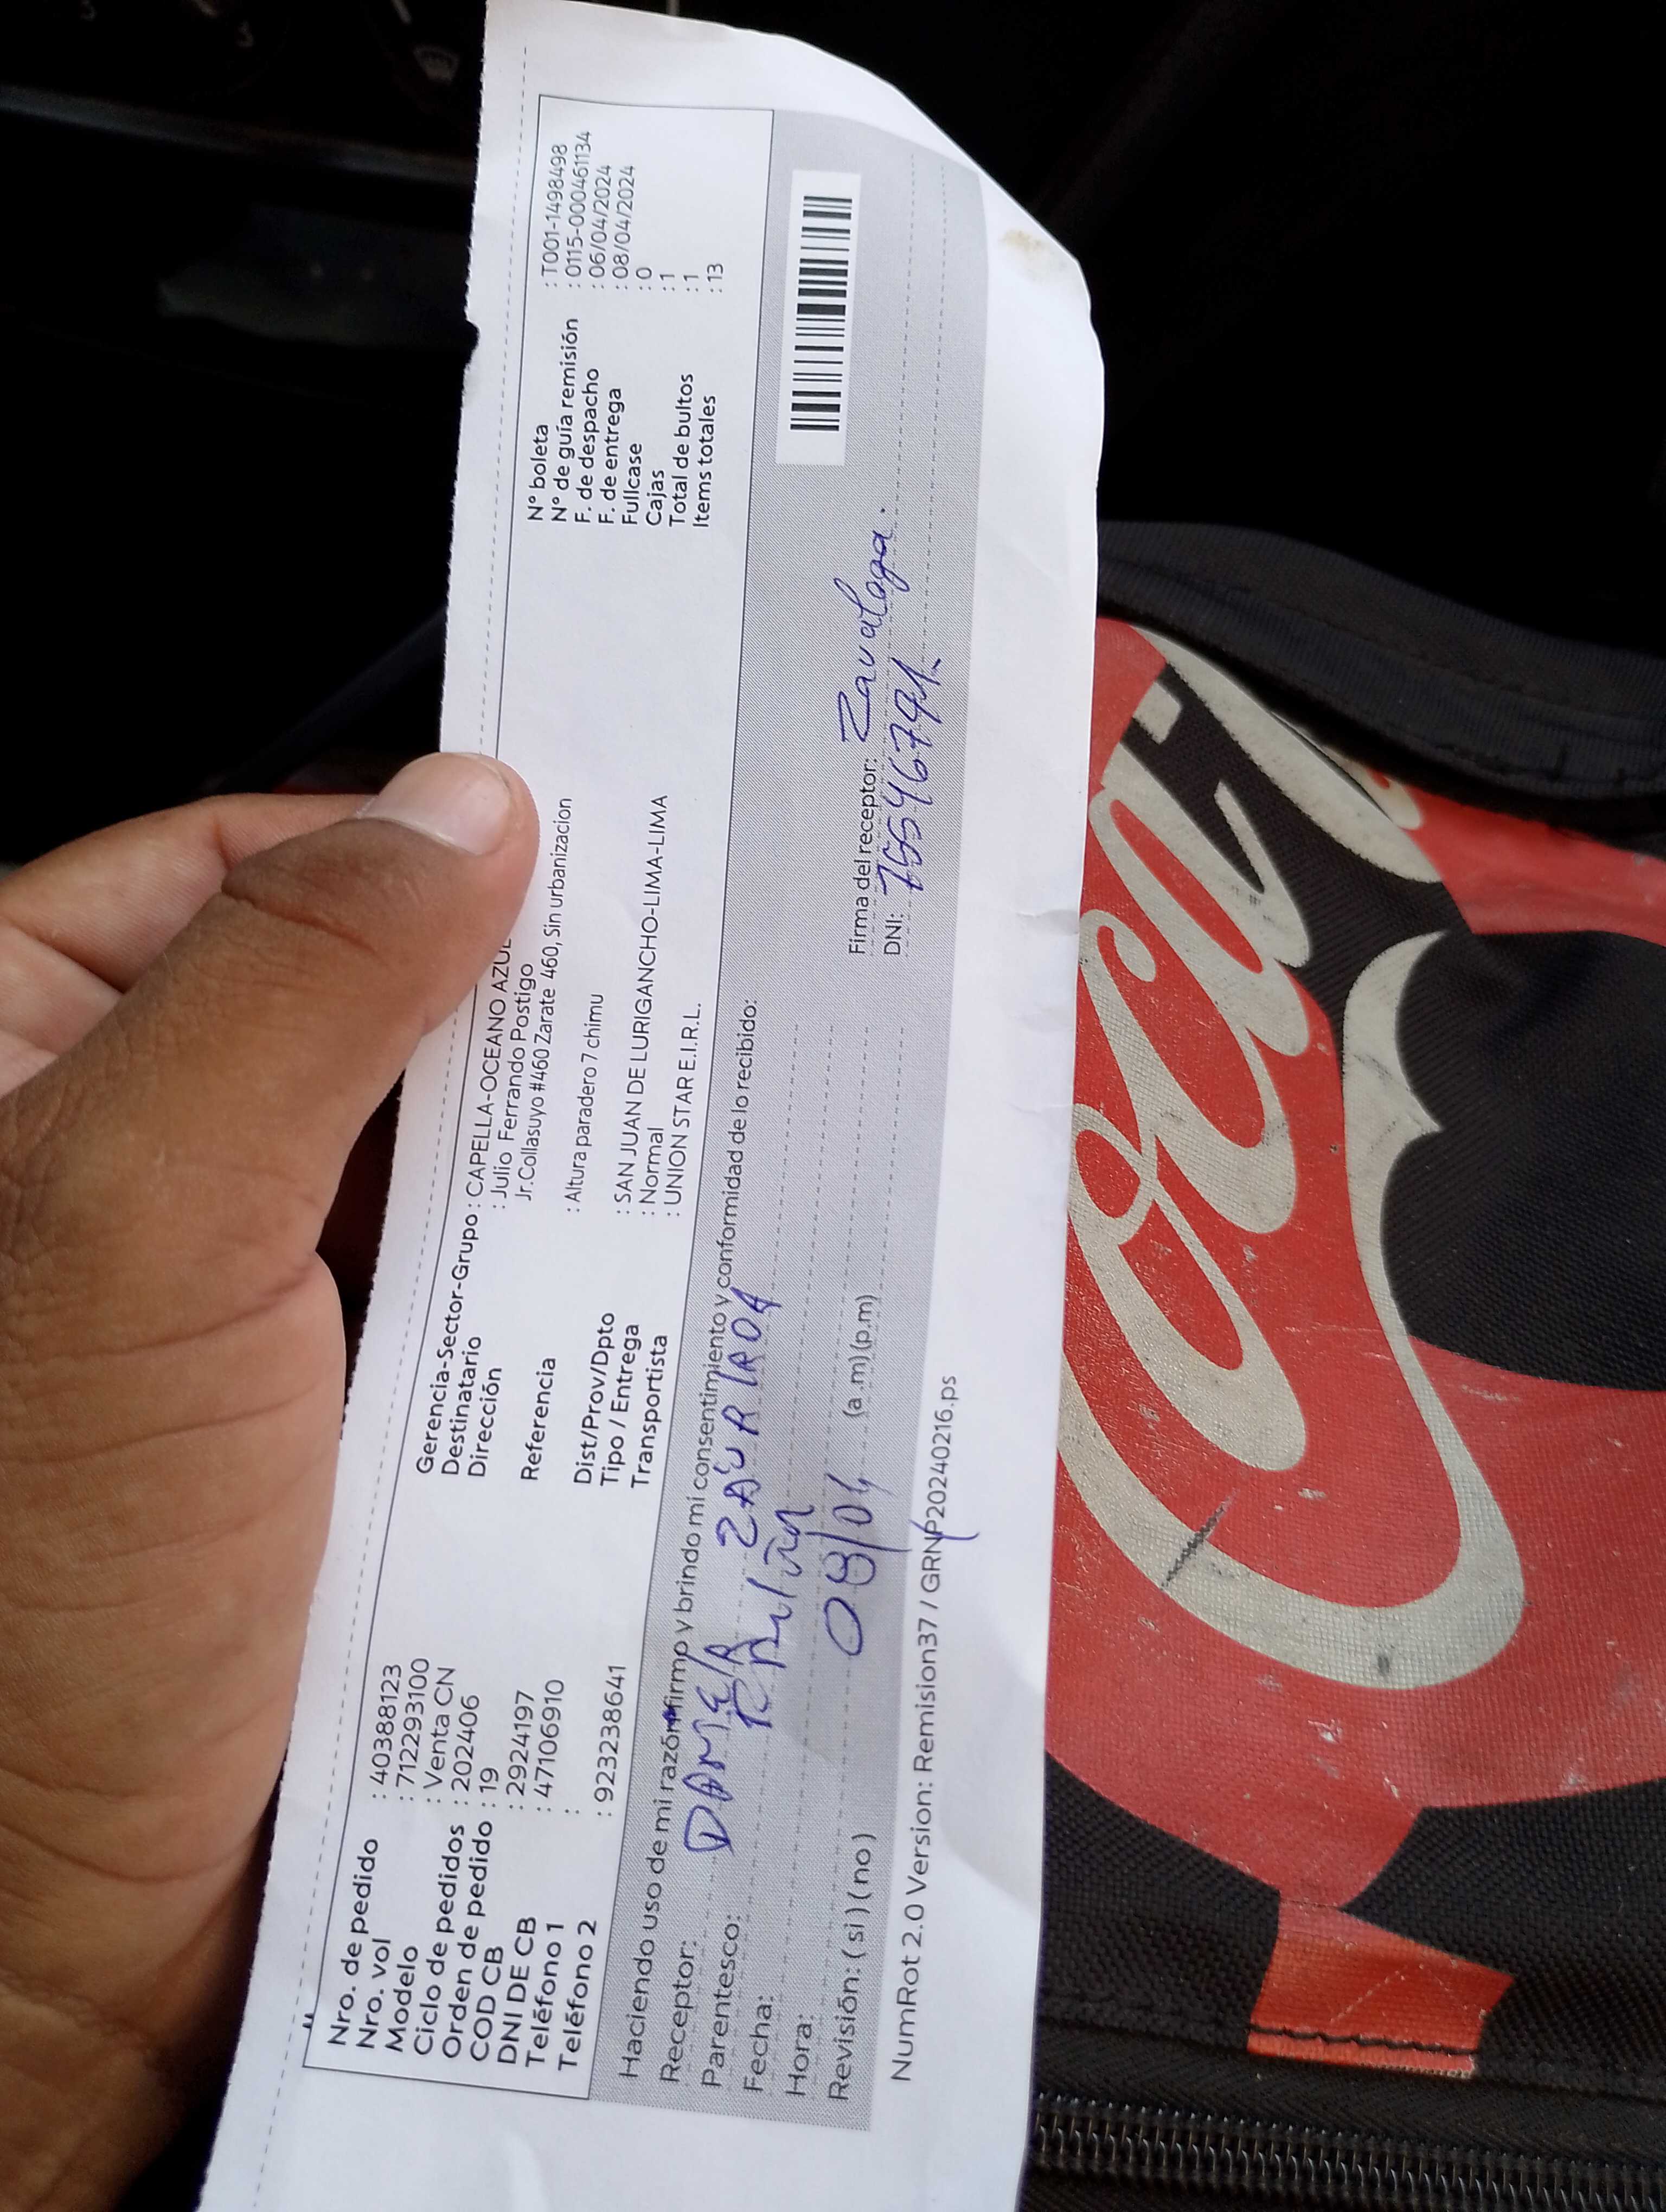 Nro. de pedido : 40388123
Nro. vol : 7122293100
Modelo : Venta CN
Ciclo de pedidos : 202406
Orden de pedido : 19
COD CB : 2924197
DNI DE CB : 47106910
Teléfono 1 :
Teléfono 2 : 923238641
Gerencia-Sector-Grupo : CAPELLA-OCEANO AZUL
Destinatario : Julio Ferrando Postigo
Dirección Jr.Collasuyo #460 Zarate 460, Sin urbanizacion
Referencia : Altura paradero 7 chimu
Dist/Prov/Dpto : SAN JUAN DE LURIGANCHO-LIMA-LIMA
Tipo / Entrega : Normal
Transportista : UNION STAR E.I.R.L.
N° boleta : T001-1498498
N° de guía remisión : 0115-0000461134
F. de despacho : 06/04/2024
F. de entrega : 08/04/2024
Fullcase : 0
Cajas : 1
Total de bultos : 1
Items totales : 13
Haciendo uso de mi razón firmo y brindo mi consentimiento y conformidad de lo recibido:
Receptor:
Parentesco:
Fecha: 08/04
Hora: (a.m)(p.m)
Revisión: ( si ) ( no )
Firma del receptor: Zavaloga.
DNI: 75546791
NumRot 2.0 Version: Remision37 / GRNP20240216.ps
Coca